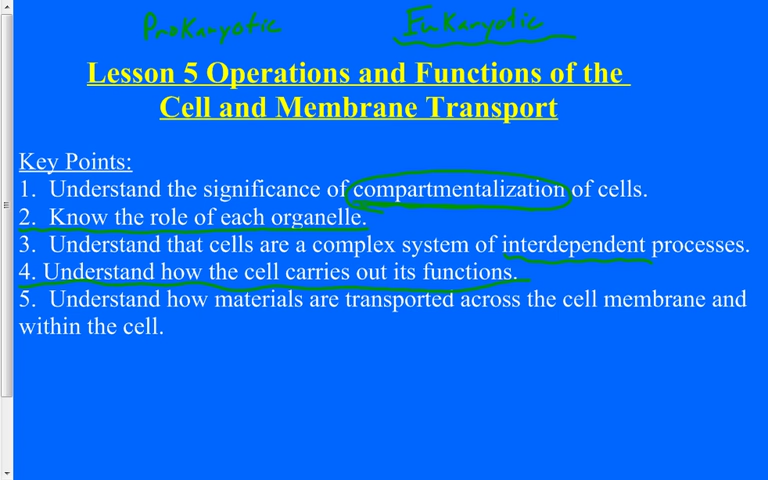 Prokaryotic Eukaryotic
Lesson 5 Operations and Functions of the
Cell and Membrane Transport
Key Points:
1. Understand the significance of compartmentalization of cells.
2. Know the role of each organelle.
3. Understand that cells are a complex system of interdependent processes.
4. Understand how the cell carries out its functions.
5. Understand how materials are transported across the cell membrane and
within the cell.